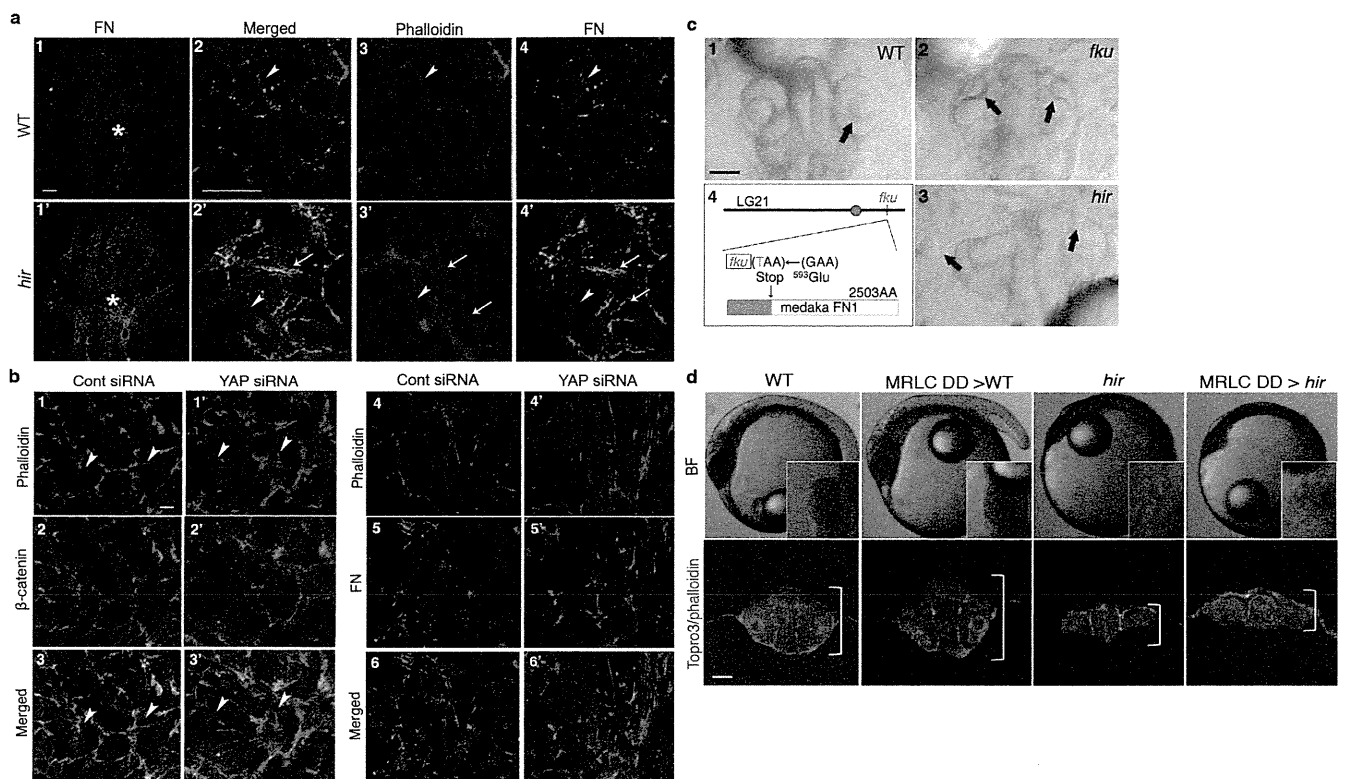 a
FN Merged Phalloidin FN
1 2 3 4
WT
*
1' 2' 3' 4'
hir
*
b
Cont siRNA YAP siRNA Cont siRNA YAP siRNA
1 1' 4 4'
Phalloidin Phalloidin
2 2' 5 5'
β-catenin FN
3 3' 6 6'
Merged Merged
c
1 WT 2 fku
4 LG21 fku
fku (TAA)←(GAA)
Stop 593Glu
2503AA
medaka FN1
3 hir
d
WT MRLC DD >WT hir MRLC DD > hir
BF
Topro3/phalloidin